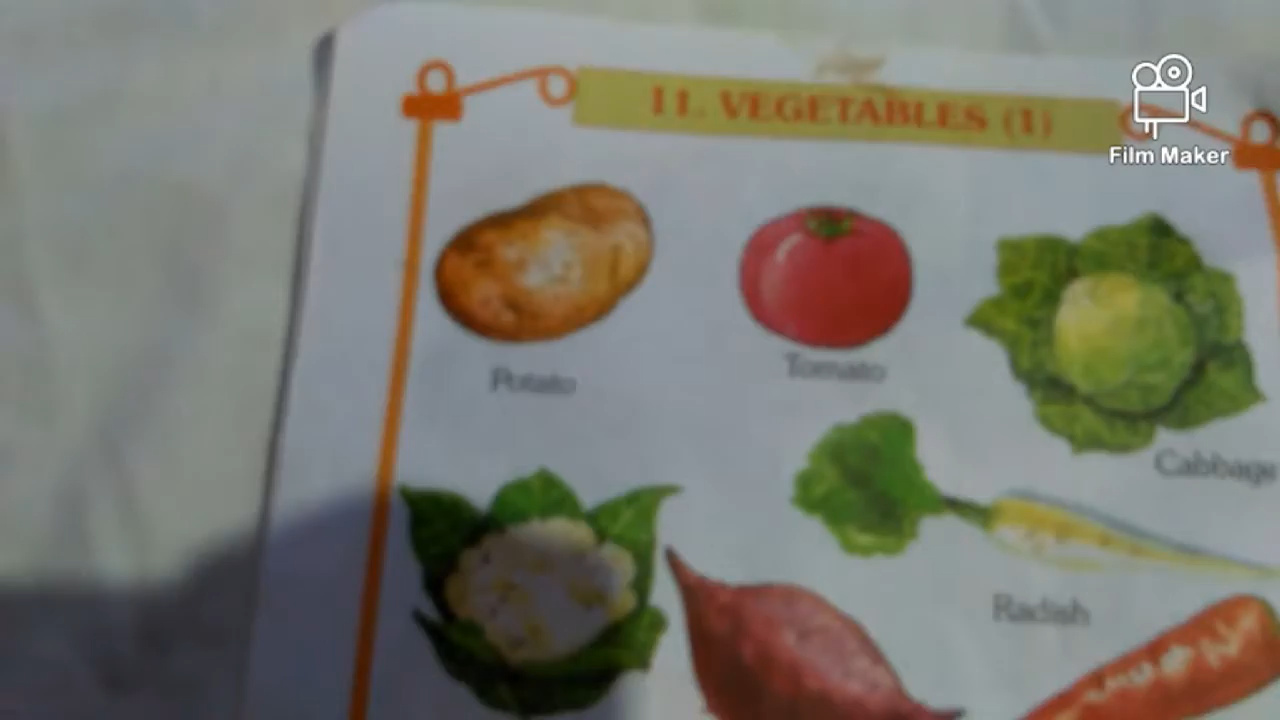 11. VEGETABLES (1)
Film Maker
Potato
Tomato
Cabbage
Radish